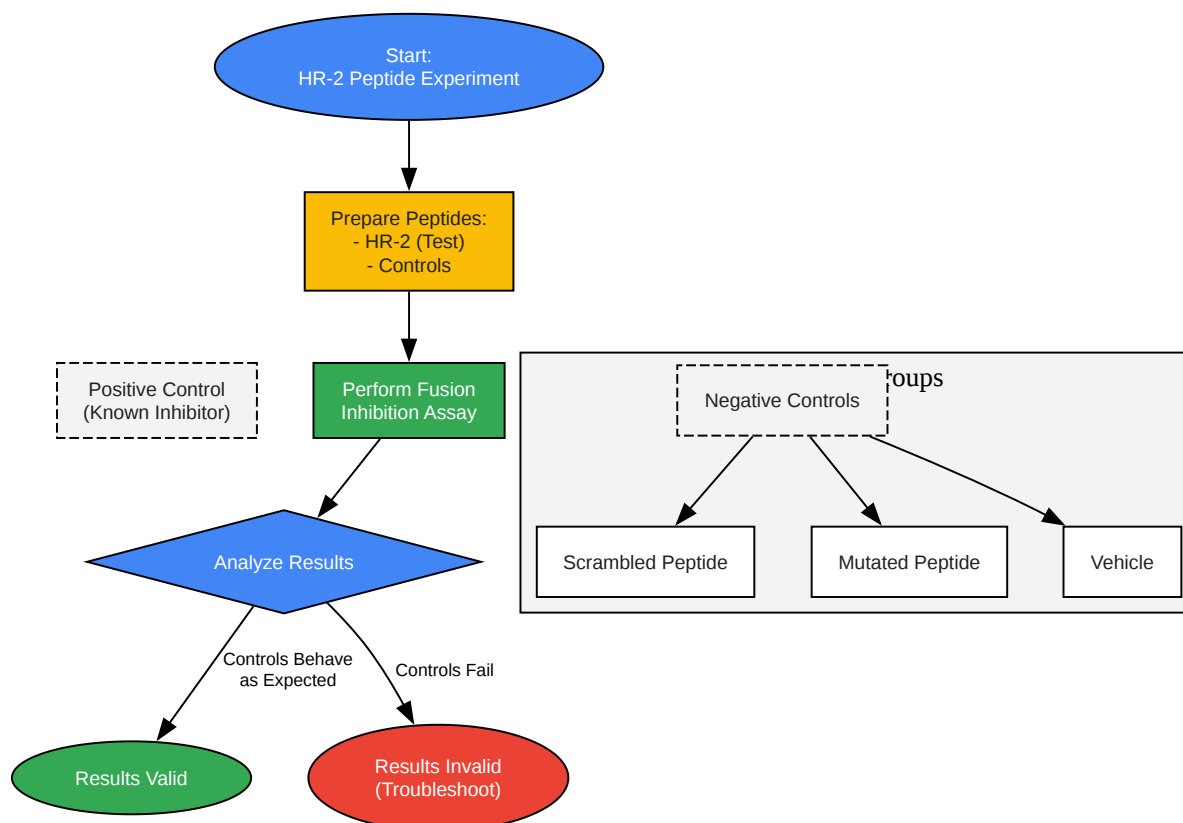 Start:
HR-2 Peptide Experiment
Prepare Peptides:
- HR-2 (Test)
- Controls
Positive Control
(Known Inhibitor)
Perform Fusion
Inhibition Assay
roups
Negative Controls
Analyze Results
Scrambled Peptide
Mutated Peptide
Vehicle
Controls Behave
as Expected
Controls Fail
Results Valid
Results Invalid
(Troubleshoot)